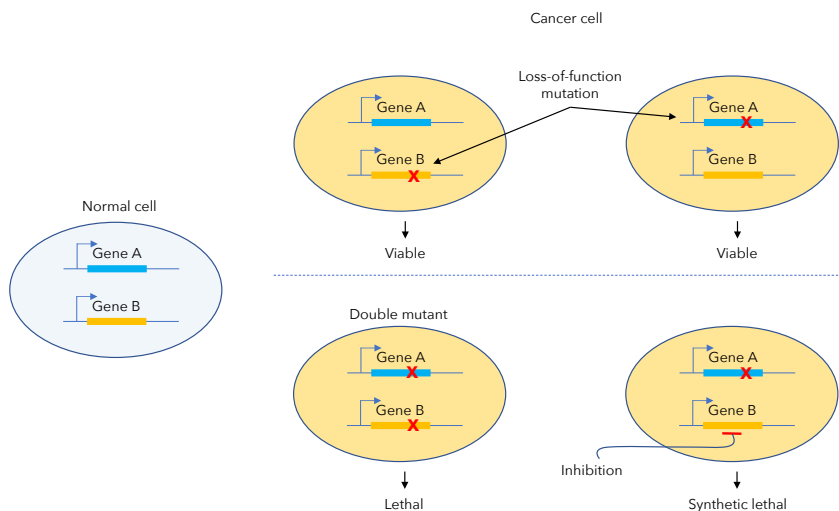 Cancer cell
Loss-of-function
mutation
Gene A
X
Gene B
Gene A
Gene B
X
Viable
Viable
Normal cell
Gene A
Gene B
Double mutant
Gene A
X
Gene B
X
Lethal
Gene A
X
Gene B
Inhibition
Synthetic lethal